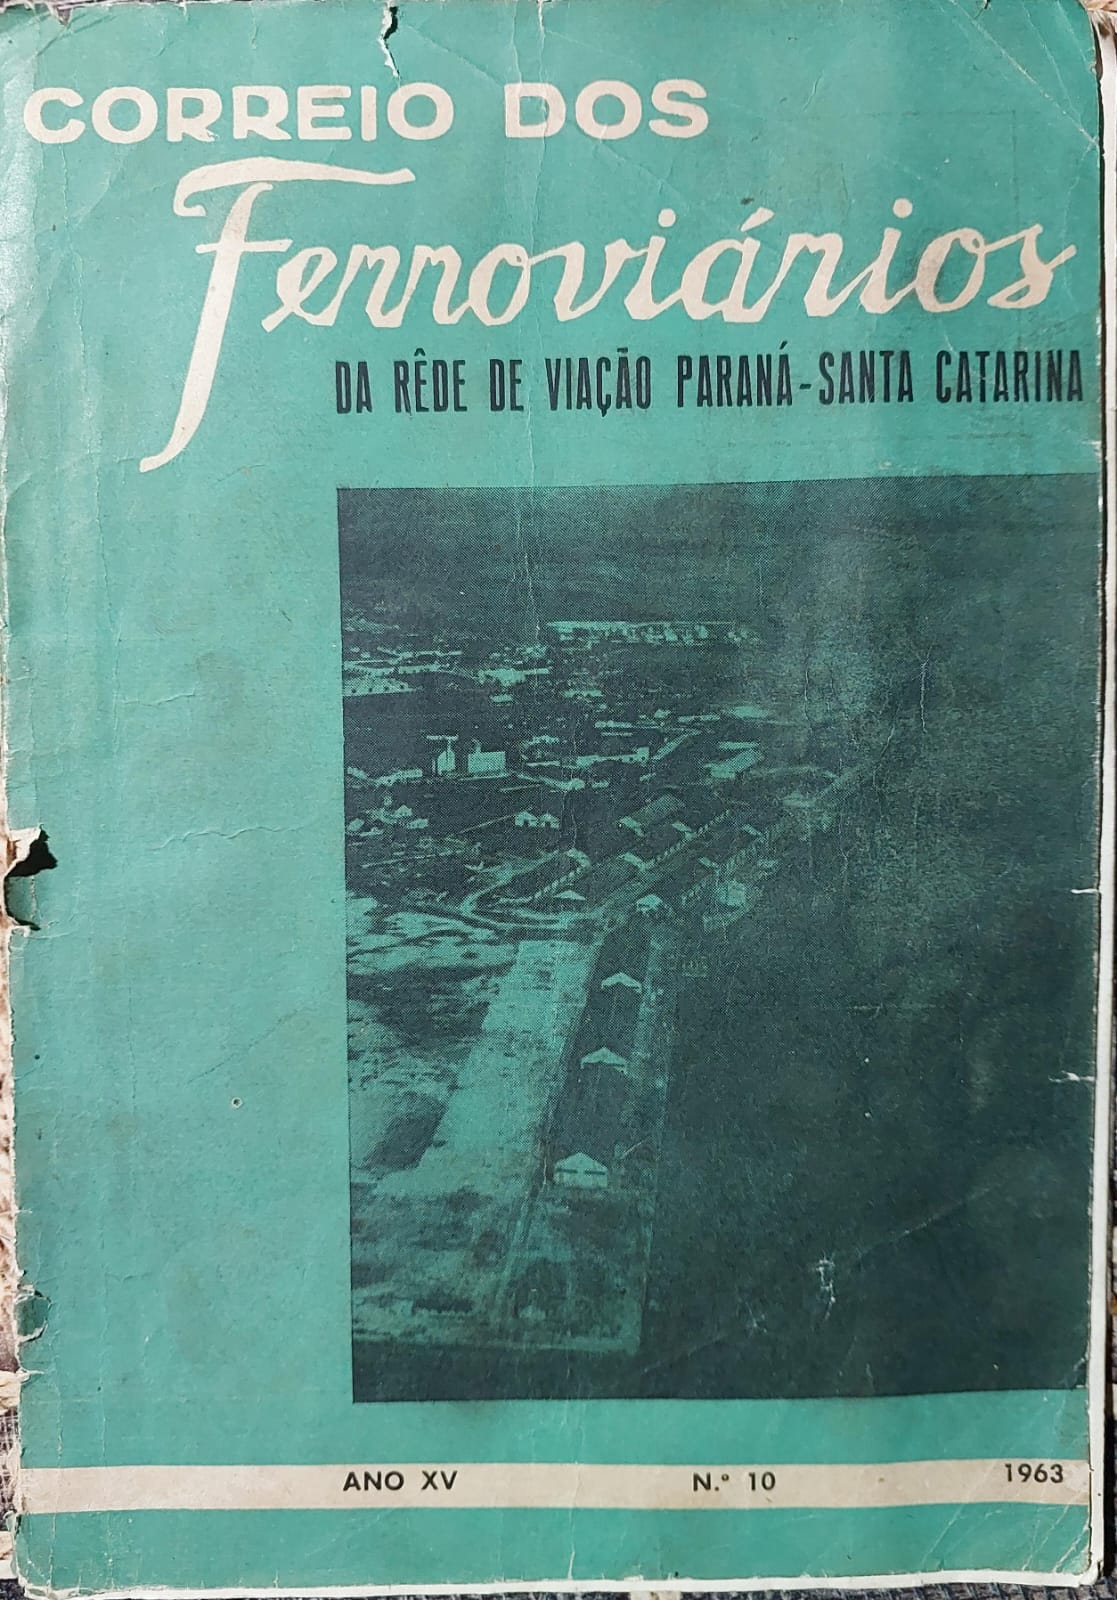 CORREIO DOS
Ferroviários
DA RÊDE DE VIAÇÃO PARANÁ-SANTA CATARINA
ANO XV N.º 10 1963